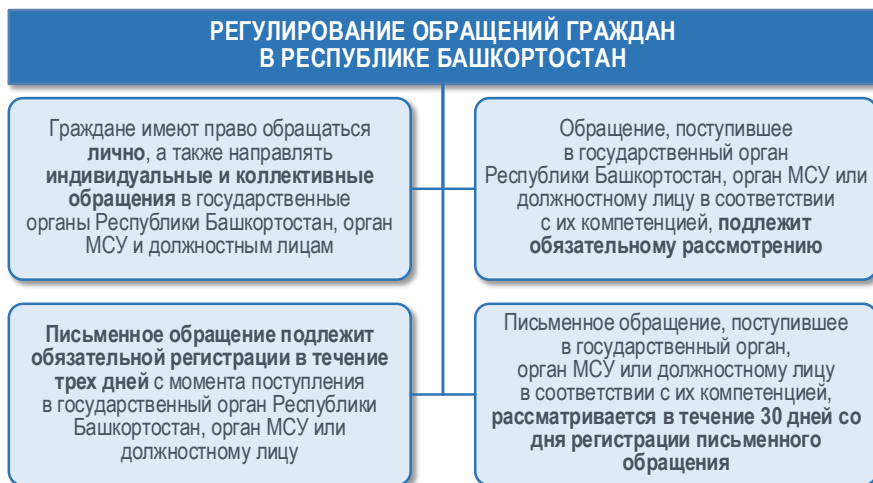 РЕГУЛИРОВАНИЕ ОБРАЩЕНИЙ ГРАЖДАН
В РЕСПУБЛИКЕ БАШКОРТОСТАН
Граждане имеют право обращаться
лично, а также направлять
индивидуальные и коллективные
обращения в государственные
органы Республики Башкортостан, орган
МСУ и должностным лицам
Обращение, поступившее
в государственный орган
Республики Башкортостан, орган МСУ или
должностному лицу в соответствии
с их компетенцией, подлежит
обязательному рассмотрению
Письменное обращение подлежит
обязательной регистрации в течение
трех дней с момента поступления
в государственный орган Республики
Башкортостан, орган МСУ или
должностному лицу
Письменное обращение, поступившее
в государственный орган,
орган МСУ или должностному лицу
в соответствии с их компетенцией,
рассматривается в течение 30 дней со
дня регистрации письменного
обращения